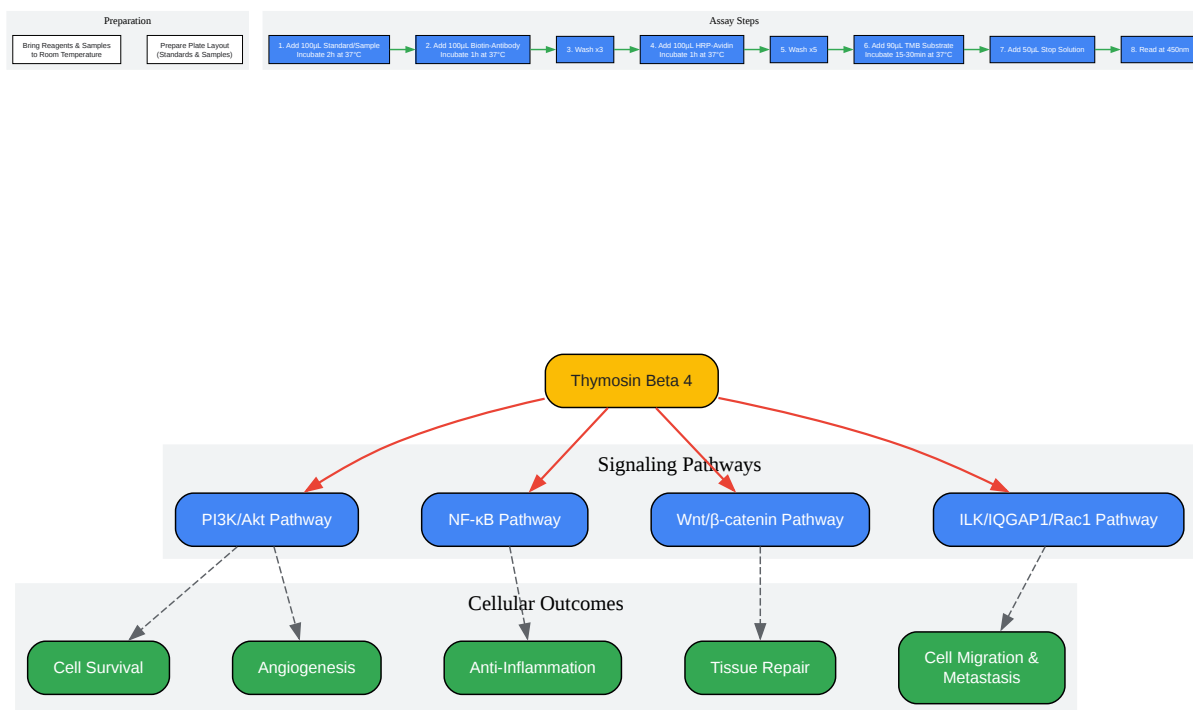 Preparation
Bring Reagents & Samples
to Room Temperature
Prepare Plate Layout
(Standards & Samples)
Assay Steps
1. Add 100µL Standard/Sample
Incubate 2h at 37°C
2. Add 100µL Biotin-Antibody
Incubate 1h at 37°C
3. Wash x3
4. Add 100µL HRP-Avidin
Incubate 1h at 37°C
5. Wash x5
6. Add 90µL TMB Substrate
Incubate 15-30min at 37°C
7. Add 50µL Stop Solution
8. Read at 450nm
Thymosin Beta 4
Signaling Pathways
PI3K/Akt Pathway
NF-κB Pathway
Wnt/β-catenin Pathway
ILK/IQGAP1/Rac1 Pathway
Cellular Outcomes
Cell Survival
Angiogenesis
Anti-Inflammation
Tissue Repair
Cell Migration &
Metastasis